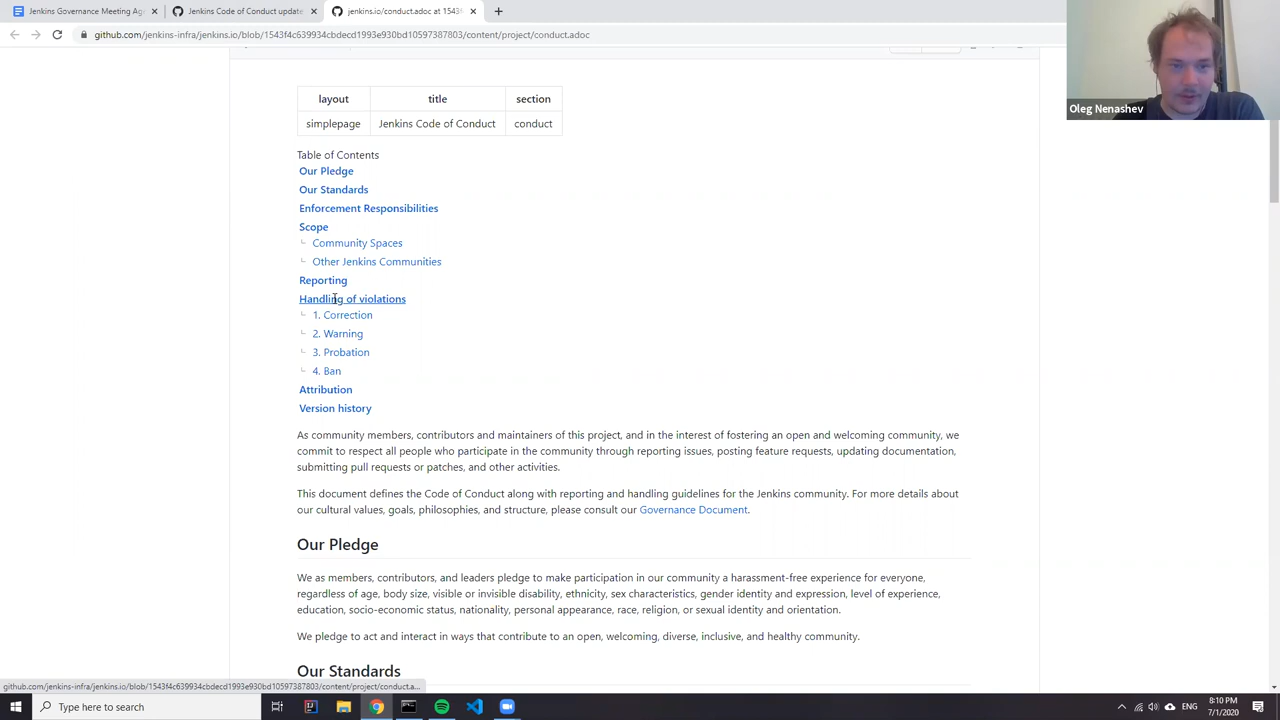 Jenkins Governance Meeting Ag
Jenkins Code of Conduct update
jenkins.io/conduct.adoc at 1543
github.com/jenkins-infra/jenkins.io/blob/1543f4c639934cbdecd1993e930bd10597387803/content/project/conduct.adoc
Oleg Nenashev
layout title section
simplepage Jenkins Code of Conduct conduct
Table of Contents
Our Pledge
Our Standards
Enforcement Responsibilities
Scope
Community Spaces
Other Jenkins Communities
Reporting
Handling of violations
1. Correction
2. Warning
3. Probation
4. Ban
Attribution
Version history
As community members, contributors and maintainers of this project, and in the interest of fostering an open and welcoming community, we
commit to respect all people who participate in the community through reporting issues, posting feature requests, updating documentation,
submitting pull requests or patches, and other activities.
This document defines the Code of Conduct along with reporting and handling guidelines for the Jenkins community. For more details about
our cultural values, goals, philosophies, and structure, please consult our Governance Document.
Our Pledge
We as members, contributors, and leaders pledge to make participation in our community a harassment-free experience for everyone,
regardless of age, body size, visible or invisible disability, ethnicity, sex characteristics, gender identity and expression, level of experience,
education, socio-economic status, nationality, personal appearance, race, religion, or sexual identity and orientation.
We pledge to act and interact in ways that contribute to an open, welcoming, diverse, inclusive, and healthy community.
Our Standards
github.com/jenkins-infra/jenkins.io/blob/1543f4c639934cbdecd1993e930bd10597387803/content/project/conduct.a...
Type here to search
ENG
8:10 PM
7/1/2020